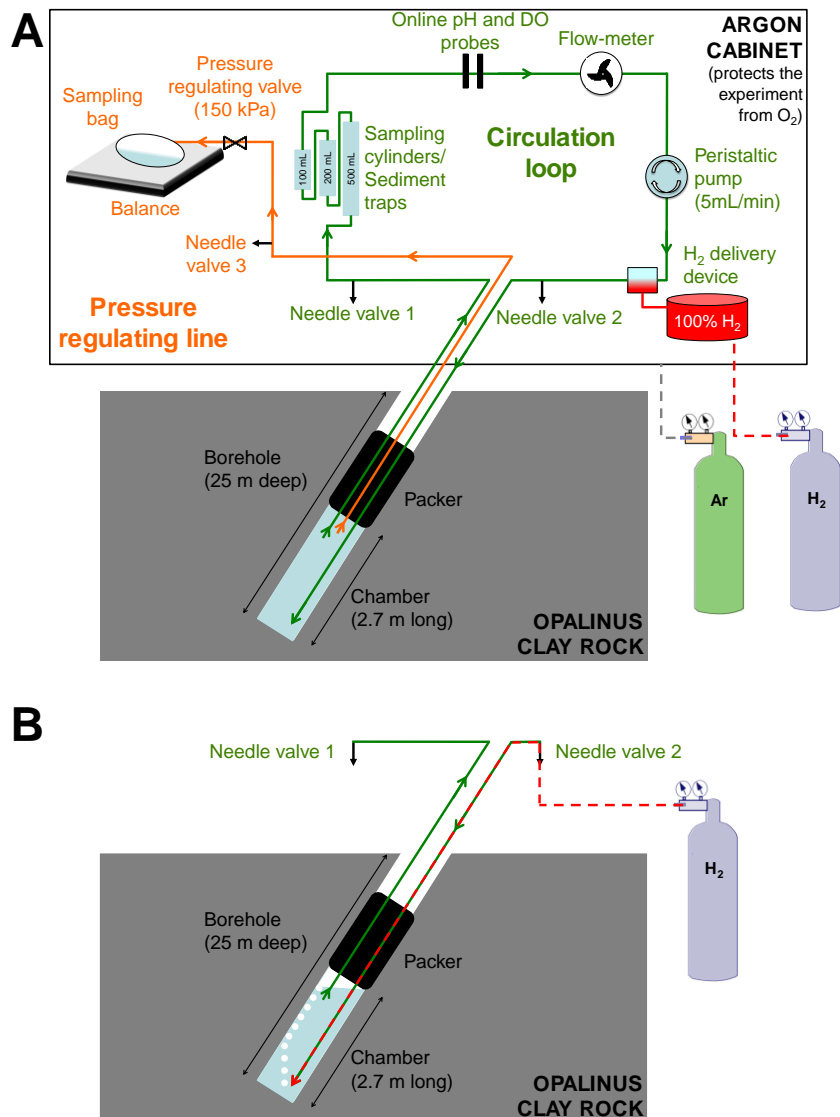 A
Online pH and DO
probes
Flow-meter
ARGON
CABINET
(protects the
experiment
from O₂)
Pressure
regulating valve
(150 kPa)
Sampling
bag
Balance
100 mL
200 mL
500 mL
Sampling
cylinders/
Sediment
traps
Circulation
loop
Peristaltic
pump
(5mL/min)
Needle
valve 3
H₂ delivery
device
Needle valve 1
Needle valve 2
100% H₂
Pressure
regulating line
Borehole
(25 m deep)
Packer
Chamber
(2.7 m long)
OPALINUS
CLAY ROCK
Ar
H₂
B
Needle valve 1
Needle valve 2
H₂
Borehole
(25 m deep)
Packer
Chamber
(2.7 m long)
OPALINUS
CLAY ROCK